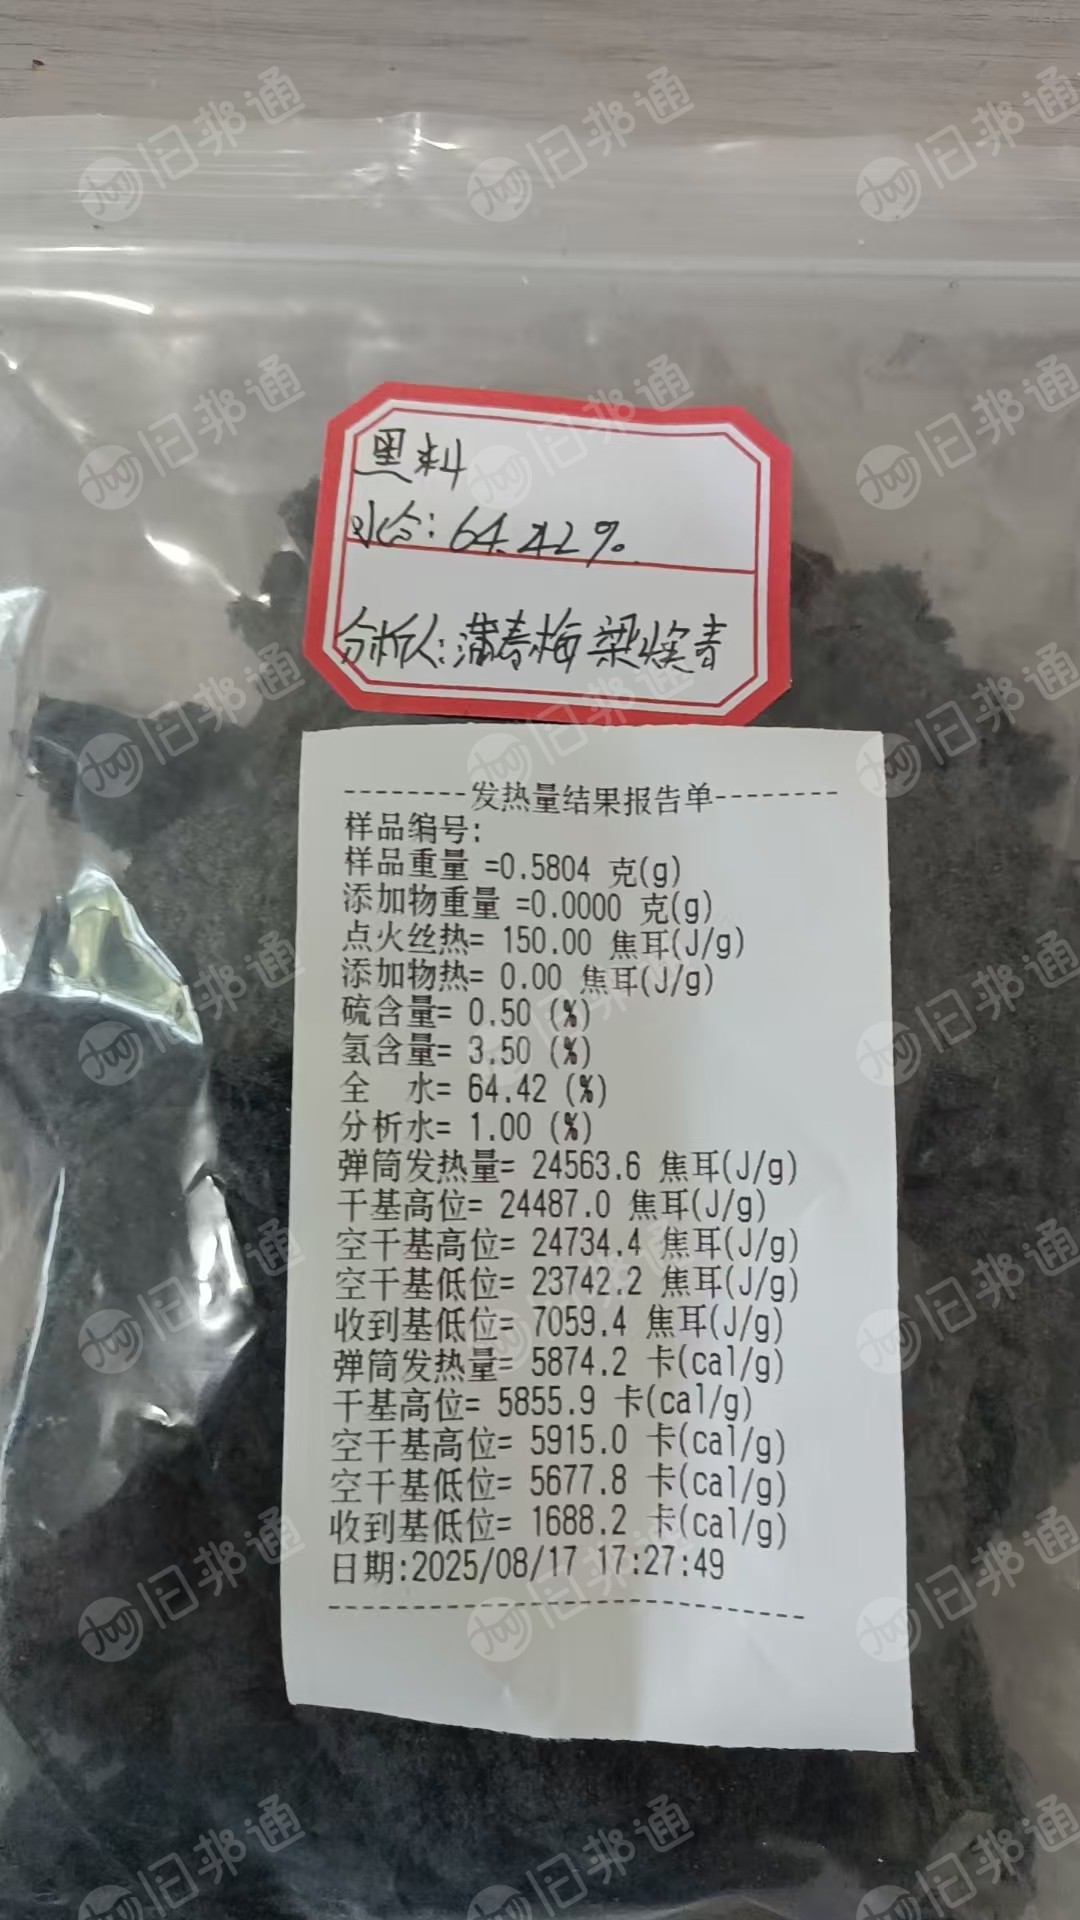 黑料
水份:64.42%
分析人:蒲春梅 梁焕青
--------发热量结果报告单--------
样品编号:
样品重量 =0.5804 克(g)
添加物重量 =0.0000 克(g)
点火丝热= 150.00 焦耳(J/g)
添加物热= 0.00 焦耳(J/g)
硫含量= 0.50 (%)
氢含量= 3.50 (%)
全 水= 64.42 (%)
分析水= 1.00 (%)
弹筒发热量= 24563.6 焦耳(J/g)
干基高位= 24487.0 焦耳(J/g)
空干基高位= 24734.4 焦耳(J/g)
空干基低位= 23742.2 焦耳(J/g)
收到基低位= 7059.4 焦耳(J/g)
弹筒发热量= 5874.2 卡(cal/g)
干基高位= 5855.9 卡(cal/g)
空干基高位= 5915.0 卡(cal/g)
空干基低位= 5677.8 卡(cal/g)
收到基低位= 1688.2 卡(cal/g)
日期:2025/08/17 17:27:49
旧邦通